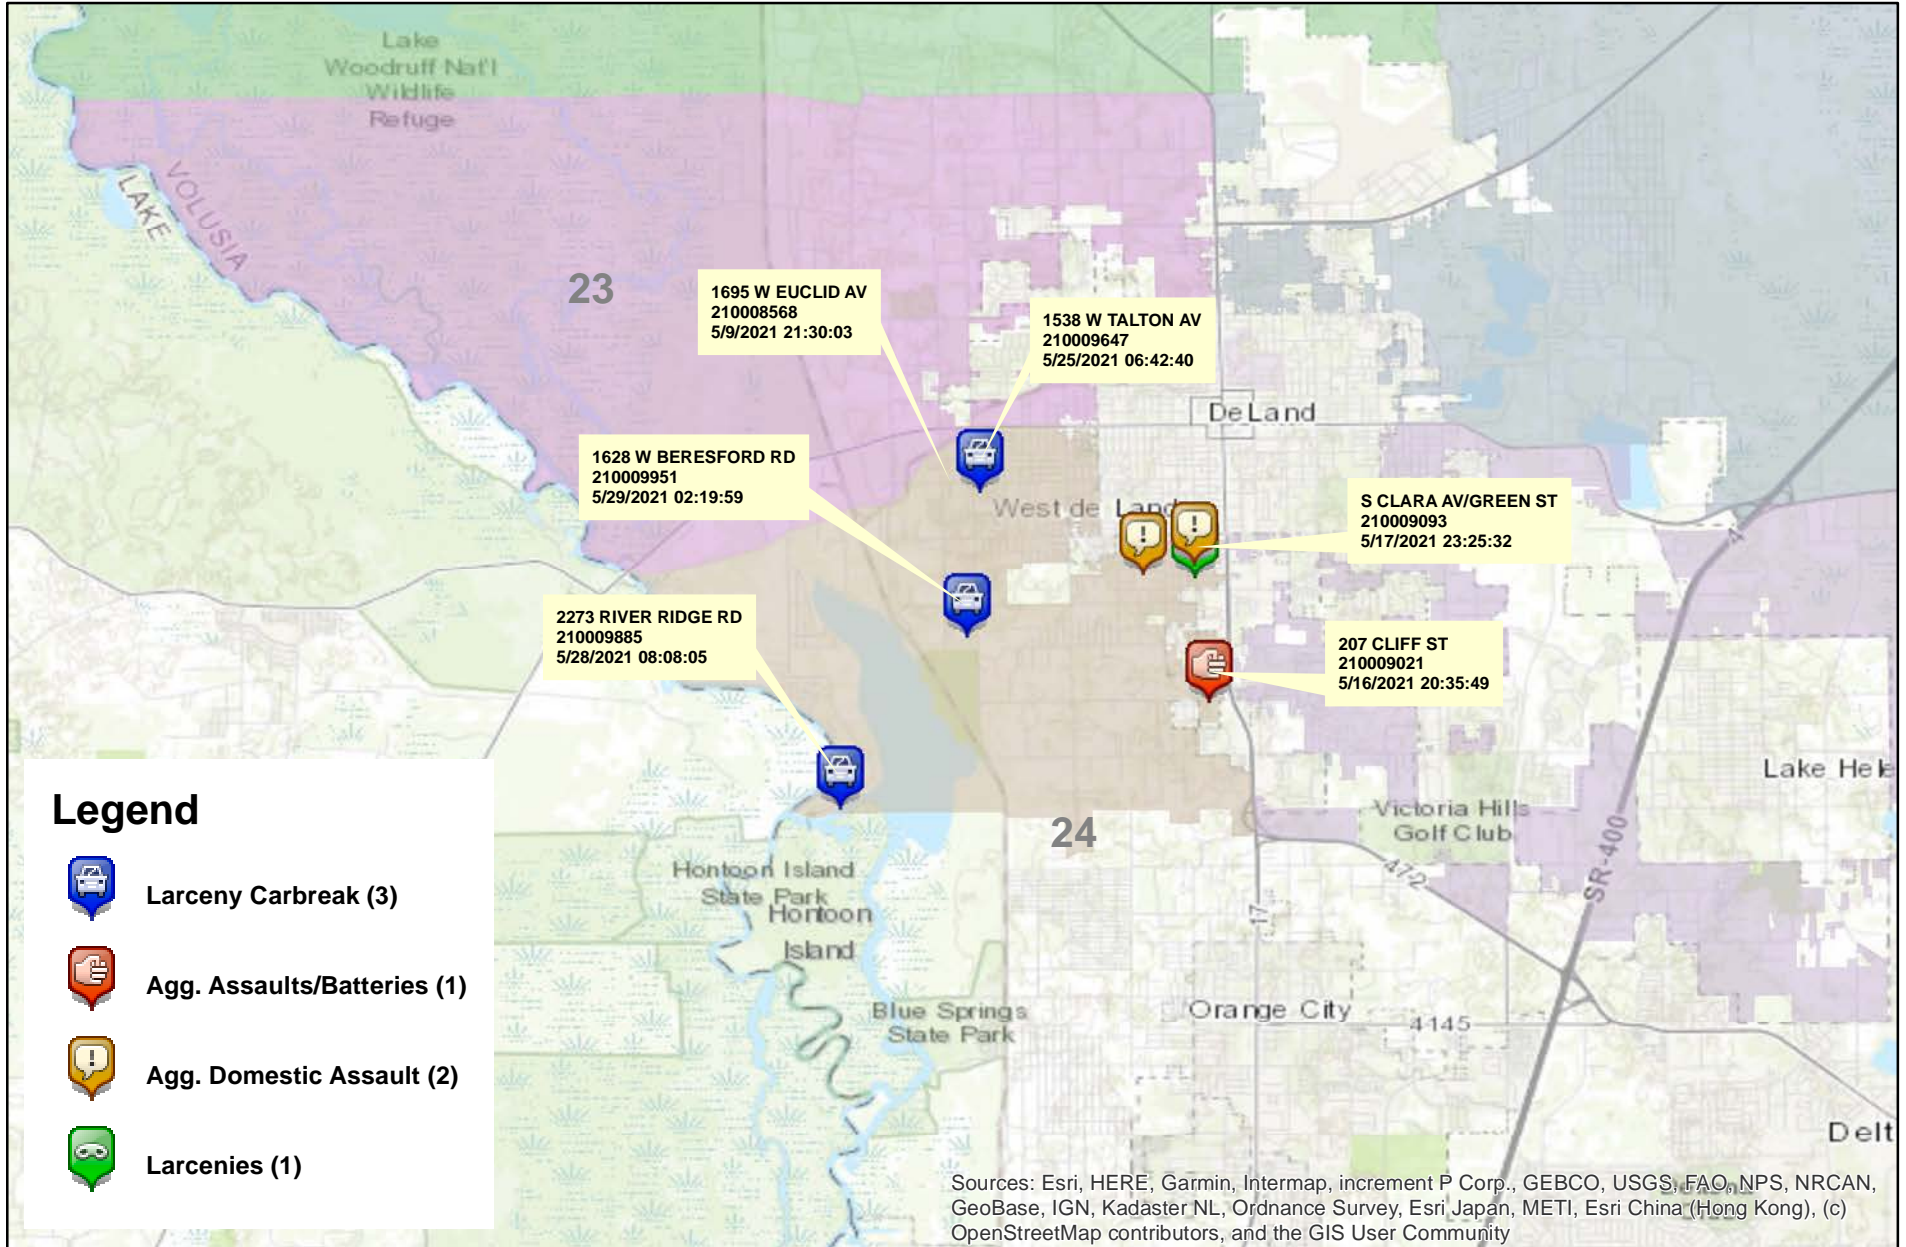 Lake
Woodruff Nat'l
Wildlife
Refuge
VOLUSIA
LAKE
23
1695 W EUCLID AV
210008568
5/9/2021 21:30:03
1538 W TALTON AV
210009647
5/25/2021 06:42:40
DeLand
1628 W BERESFORD RD
210009951
5/29/2021 02:19:59
West de Land
S CLARA AV/GREEN ST
210009093
5/17/2021 23:25:32
4
2273 RIVER RIDGE RD
210009885
5/28/2021 08:08:05
207 CLIFF ST
210009021
5/16/2021 20:35:49
Lake Hele
Victoria Hills
Golf Club
24
472
SR-400
17
Hontoon Island
State Park
Hontoon
Island
Blue Springs
State Park
Orange City
4145
Delt
Legend
Larceny Carbreak (3)
Agg. Assaults/Batteries (1)
Agg. Domestic Assault (2)
Larcenies (1)
Sources: Esri, HERE, Garmin, Intermap, increment P Corp., GEBCO, USGS, FAO, NPS, NRCAN,
GeoBase, IGN, Kadaster NL, Ordnance Survey, Esri Japan, METI, Esri China (Hong Kong), (c)
OpenStreetMap contributors, and the GIS User Community